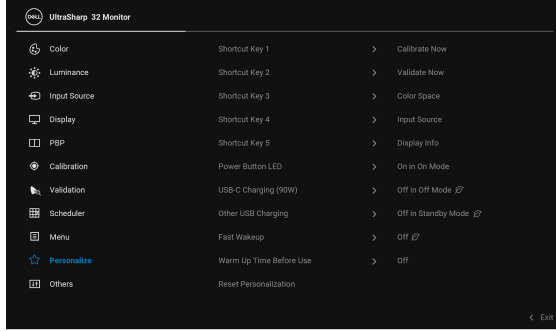 DELL UltraSharp 32 Monitor
Color Shortcut Key 1 Calibrate Now
Luminance Shortcut Key 2 Validate Now
Input Source Shortcut Key 3 Color Space
Display Shortcut Key 4 Input Source
PBP Shortcut Key 5 Display Info
Calibration Power Button LED On in On Mode
Validation USB-C Charging (90W) Off in Off Mode
Scheduler Other USB Charging Off in Standby Mode
Menu Fast Wakeup Off
Personalize Warm Up Time Before Use Off
Others Reset Personalization
Exit